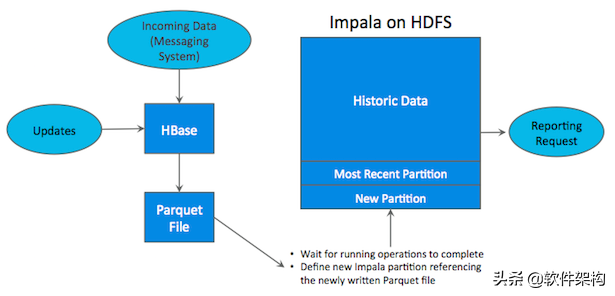 Incoming Data
(Messaging
System)
Impala on HDFS
Updates
HBase
Historic Data
Reporting
Request
Most Recent Partition
New Partition
Parquet
File
• Wait for running operations to complete
• Define new Impala partition referencing
the newly written Parquet file
头条 @软件架构